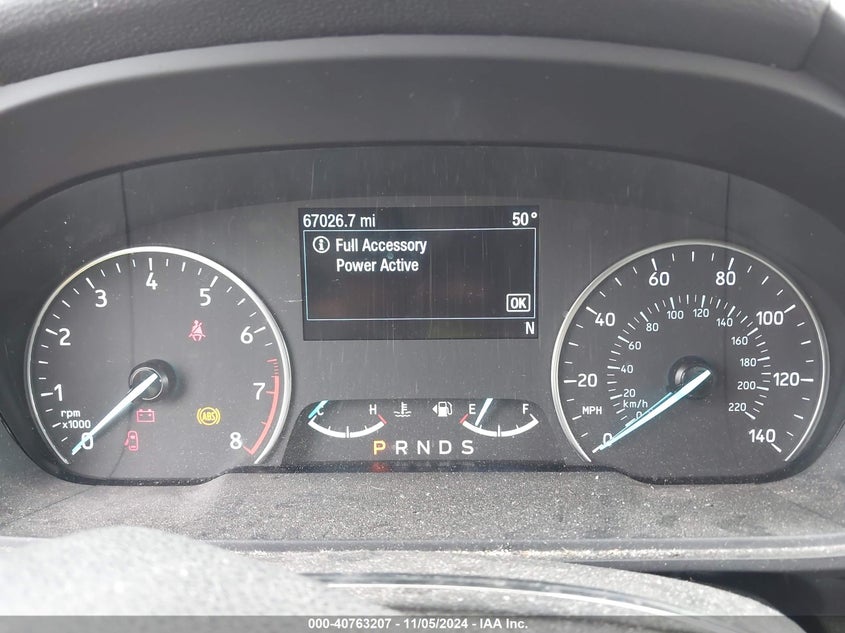 67026.7 mi 50°
Full Accessory
Power Active
OK
N
0 1 2 3 4 5 6 7 8
rpm
x1000
ABS
C H E F
P R N D S
0 20 40 60 80 100 120 140
MPH
0 20 40 60 80 100 120 140 160 180 200 220
km/h
000-40763207 - 11/05/2024 - IAA Inc.